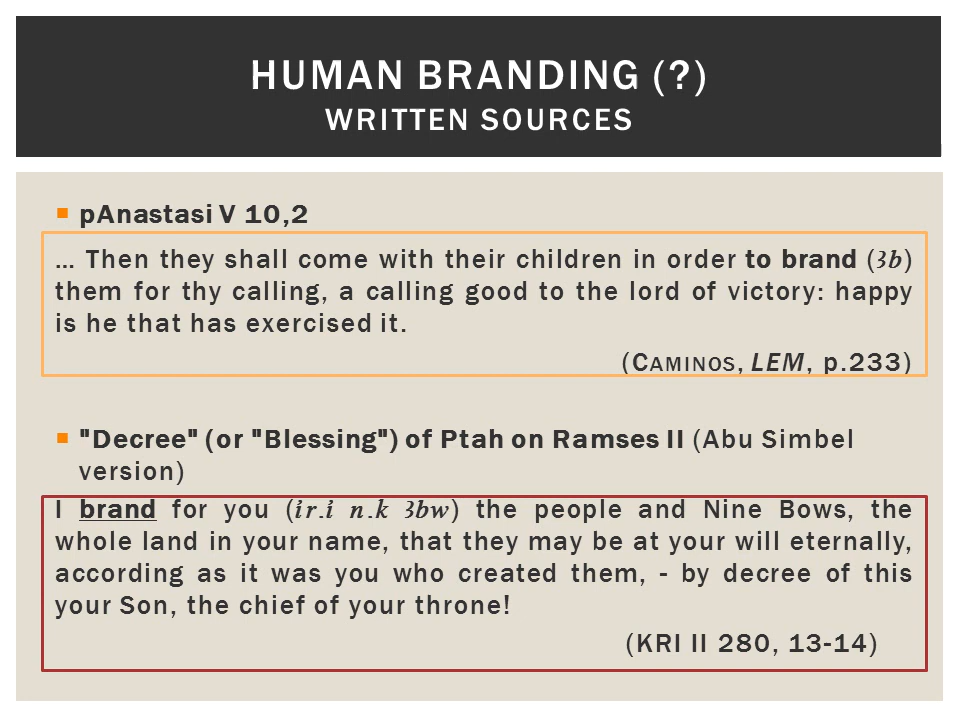 HUMAN BRANDING (?)
WRITTEN SOURCES
▪ pAnastasi V 10,2
... Then they shall come with their children in order to brand (ꜣb)
them for thy calling, a calling good to the lord of victory: happy
is he that has exercised it.
(CAMINOS, LEM, p.233)
▪ "Decree" (or "Blessing") of Ptah on Ramses II (Abu Simbel
version)
I brand for you (ỉr.ỉ n.k ꜣbw) the people and Nine Bows, the
whole land in your name, that they may be at your will eternally,
according as it was you who created them, - by decree of this
your Son, the chief of your throne!
(KRI II 280, 13-14)